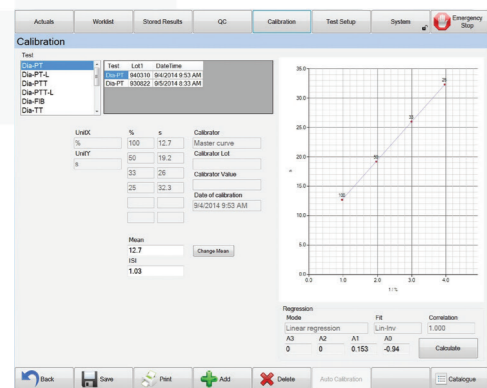 Actuals Worklist Stored Results QC Calibration Test Setup System Emergency Stop
Calibration
Test
Dia-PT
Dia-PT-L
Dia-PTT
Dia-PTT-L
Dia-FIB
Dia-TT
Test Lot1 DateTime
Dia-PT 940310 9/4/2014 9:53 AM
Dia-PT 930822 9/5/2014 8:33 AM
UnitX % s Calibrator
% 100 12.7 Master curve
UnitY 50 19.2 Calibrator Lot
s
33 26 Calibrator Value
25 32.3
Date of calibration
9/4/2014 9:53 AM
Mean
12.7 Change Mean
ISI
1.03
35.0
30.0
25.0
20.0
15.0
10.0
5.0
0.0
s
100
50
33
25
0.0 1.0 2.0 3.0 4.0
1 / %
Regression
Mode Fit Correlation
Linear regression Lin-Inv 1.000
A3 A2 A1 A0
0 0 0.153 -0.94 Calculate
Back Save Print Add Delete Auto Calibration Catalogue